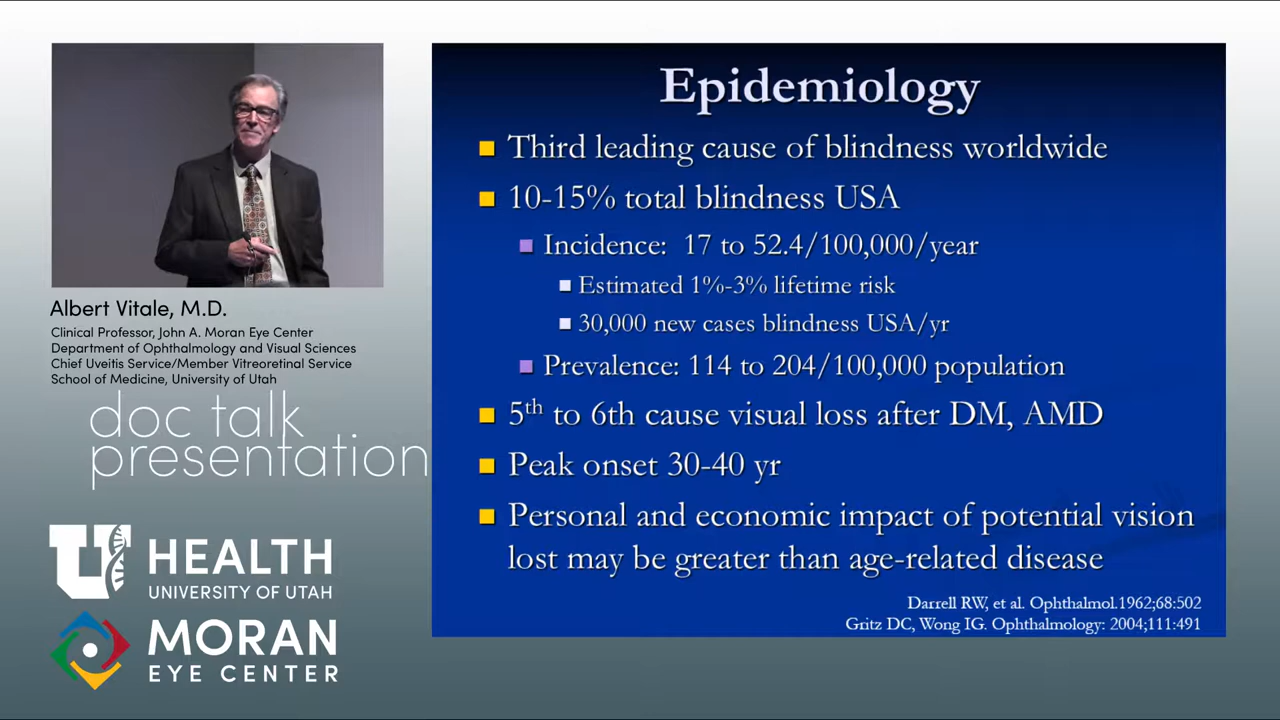 Albert Vitale, M.D.
Clinical Professor, John A. Moran Eye Center
Department of Ophthalmology and Visual Sciences
Chief Uveitis Service/Member Vitreoretinal Service
School of Medicine, University of Utah
doc talk
presentation
U HEALTH
UNIVERSITY OF UTAH
MORAN
EYE CENTER
Epidemiology
Third leading cause of blindness worldwide
10-15% total blindness USA
Incidence: 17 to 52.4/100,000/year
Estimated 1%-3% lifetime risk
30,000 new cases blindness USA/yr
Prevalence: 114 to 204/100,000 population
5th to 6th cause visual loss after DM, AMD
Peak onset 30-40 yr
Personal and economic impact of potential vision
lost may be greater than age-related disease
Darrell RW, et al. Ophthalmol.1962;68:502
Gritz DC, Wong IG. Ophthalmology: 2004;111:491